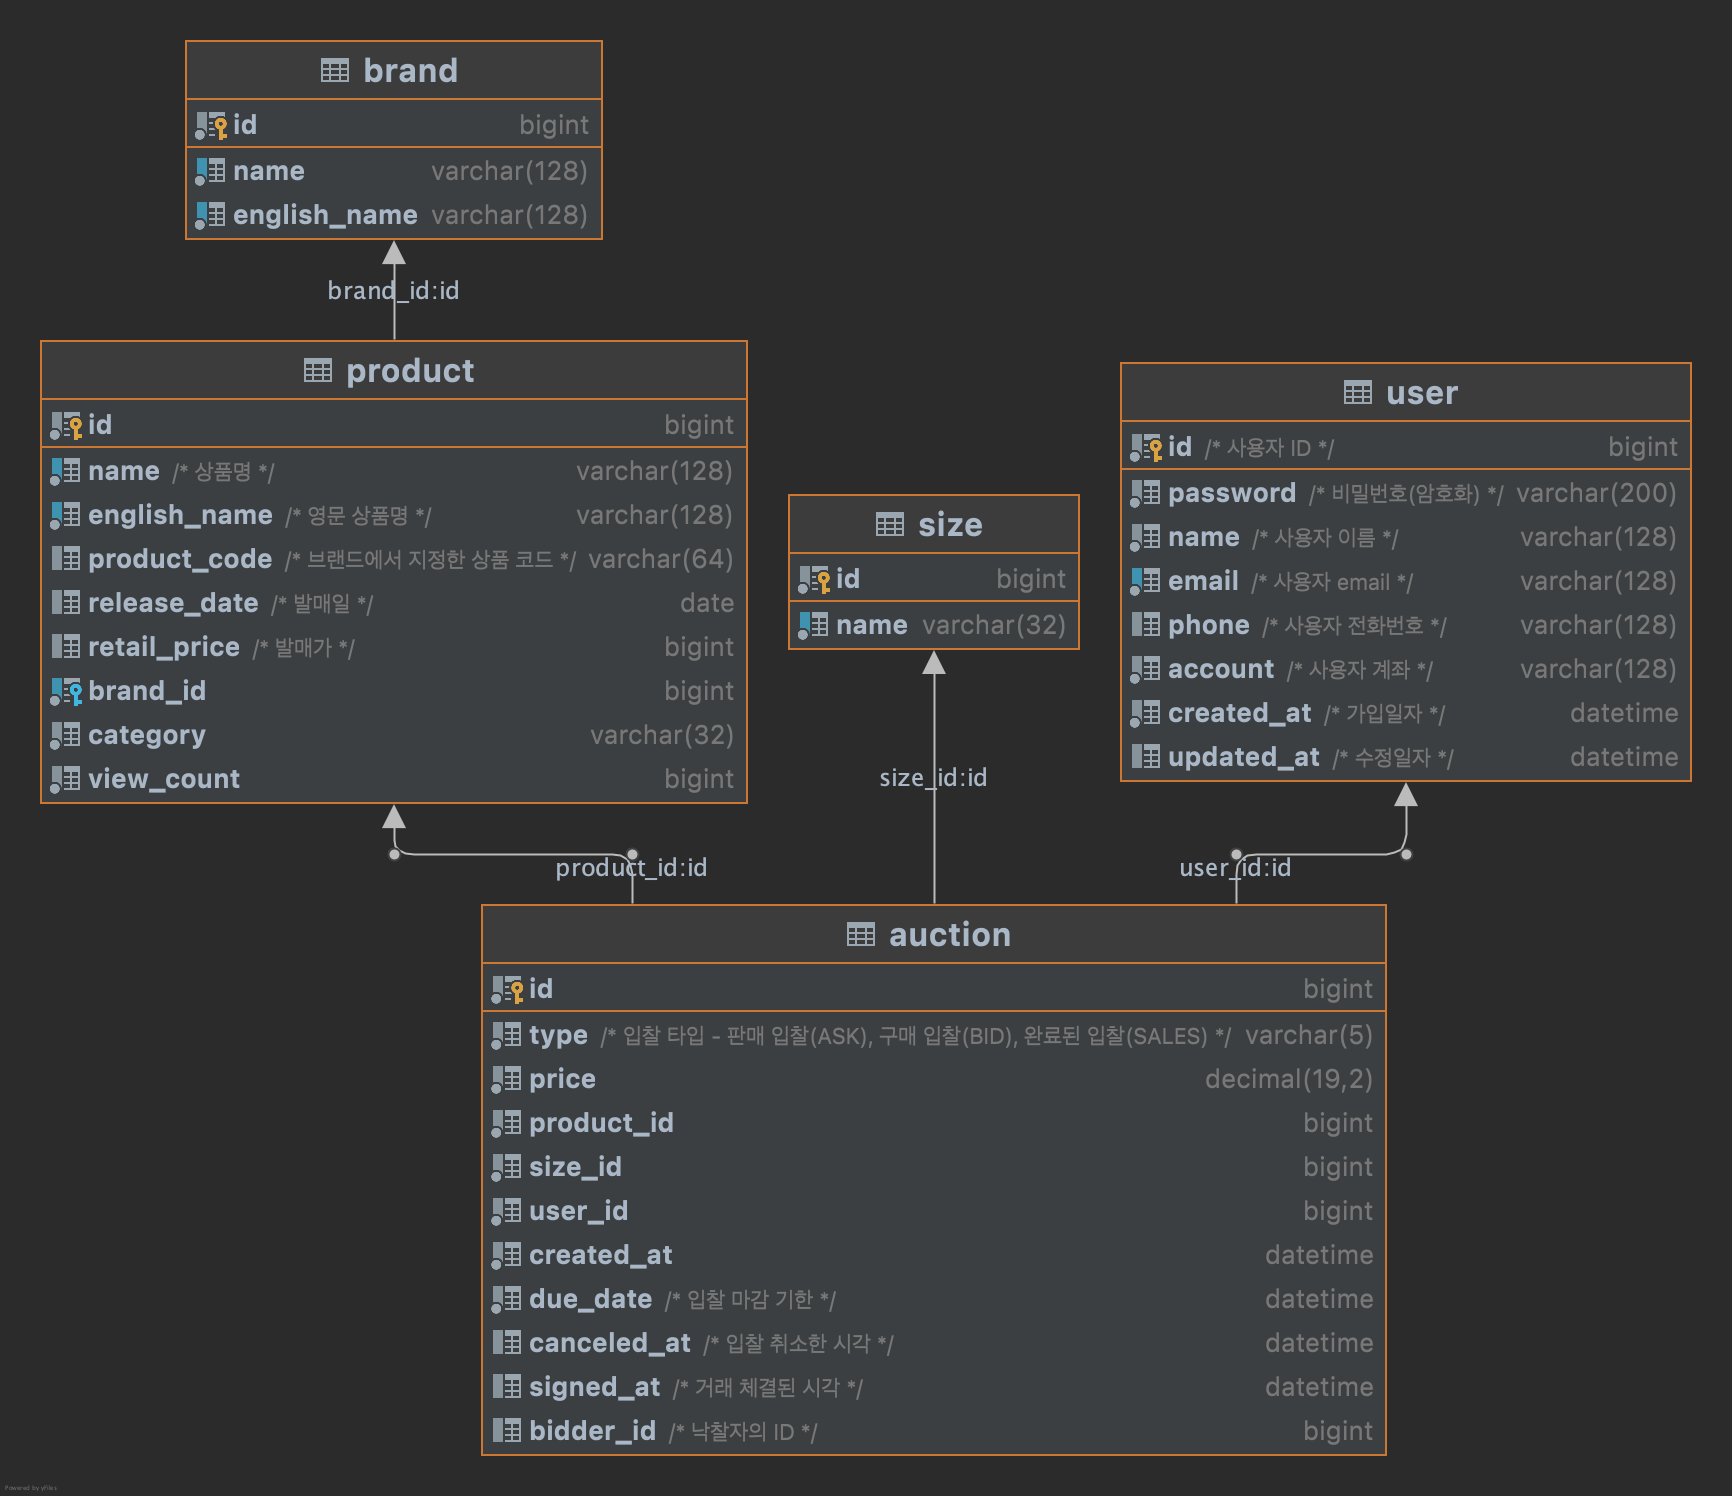 brand
id bigint
name varchar(128)
english_name varchar(128)
brand_id:id
product
id bigint
name /* 상품명 */ varchar(128)
english_name /* 영문 상품명 */ varchar(128)
product_code /* 브랜드에서 지정한 상품 코드 */ varchar(64)
release_date /* 발매일 */ date
retail_price /* 발매가 */ bigint
brand_id bigint
category varchar(32)
view_count bigint
size
id bigint
name varchar(32)
user
id /* 사용자 ID */ bigint
password /* 비밀번호(암호화) */ varchar(200)
name /* 사용자 이름 */ varchar(128)
email /* 사용자 email */ varchar(128)
phone /* 사용자 전화번호 */ varchar(128)
account /* 사용자 계좌 */ varchar(128)
created_at /* 가입일자 */ datetime
updated_at /* 수정일자 */ datetime
product_id:id
size_id:id
user_id:id
auction
id bigint
type /* 입찰 타입 - 판매 입찰(ASK), 구매 입찰(BID), 완료된 입찰(SALES) */ varchar(5)
price decimal(19,2)
product_id bigint
size_id bigint
user_id bigint
created_at datetime
due_date /* 입찰 마감 기한 */ datetime
canceled_at /* 입찰 취소한 시각 */ datetime
signed_at /* 거래 체결된 시각 */ datetime
bidder_id /* 낙찰자의 ID */ bigint
Powered by yFiles